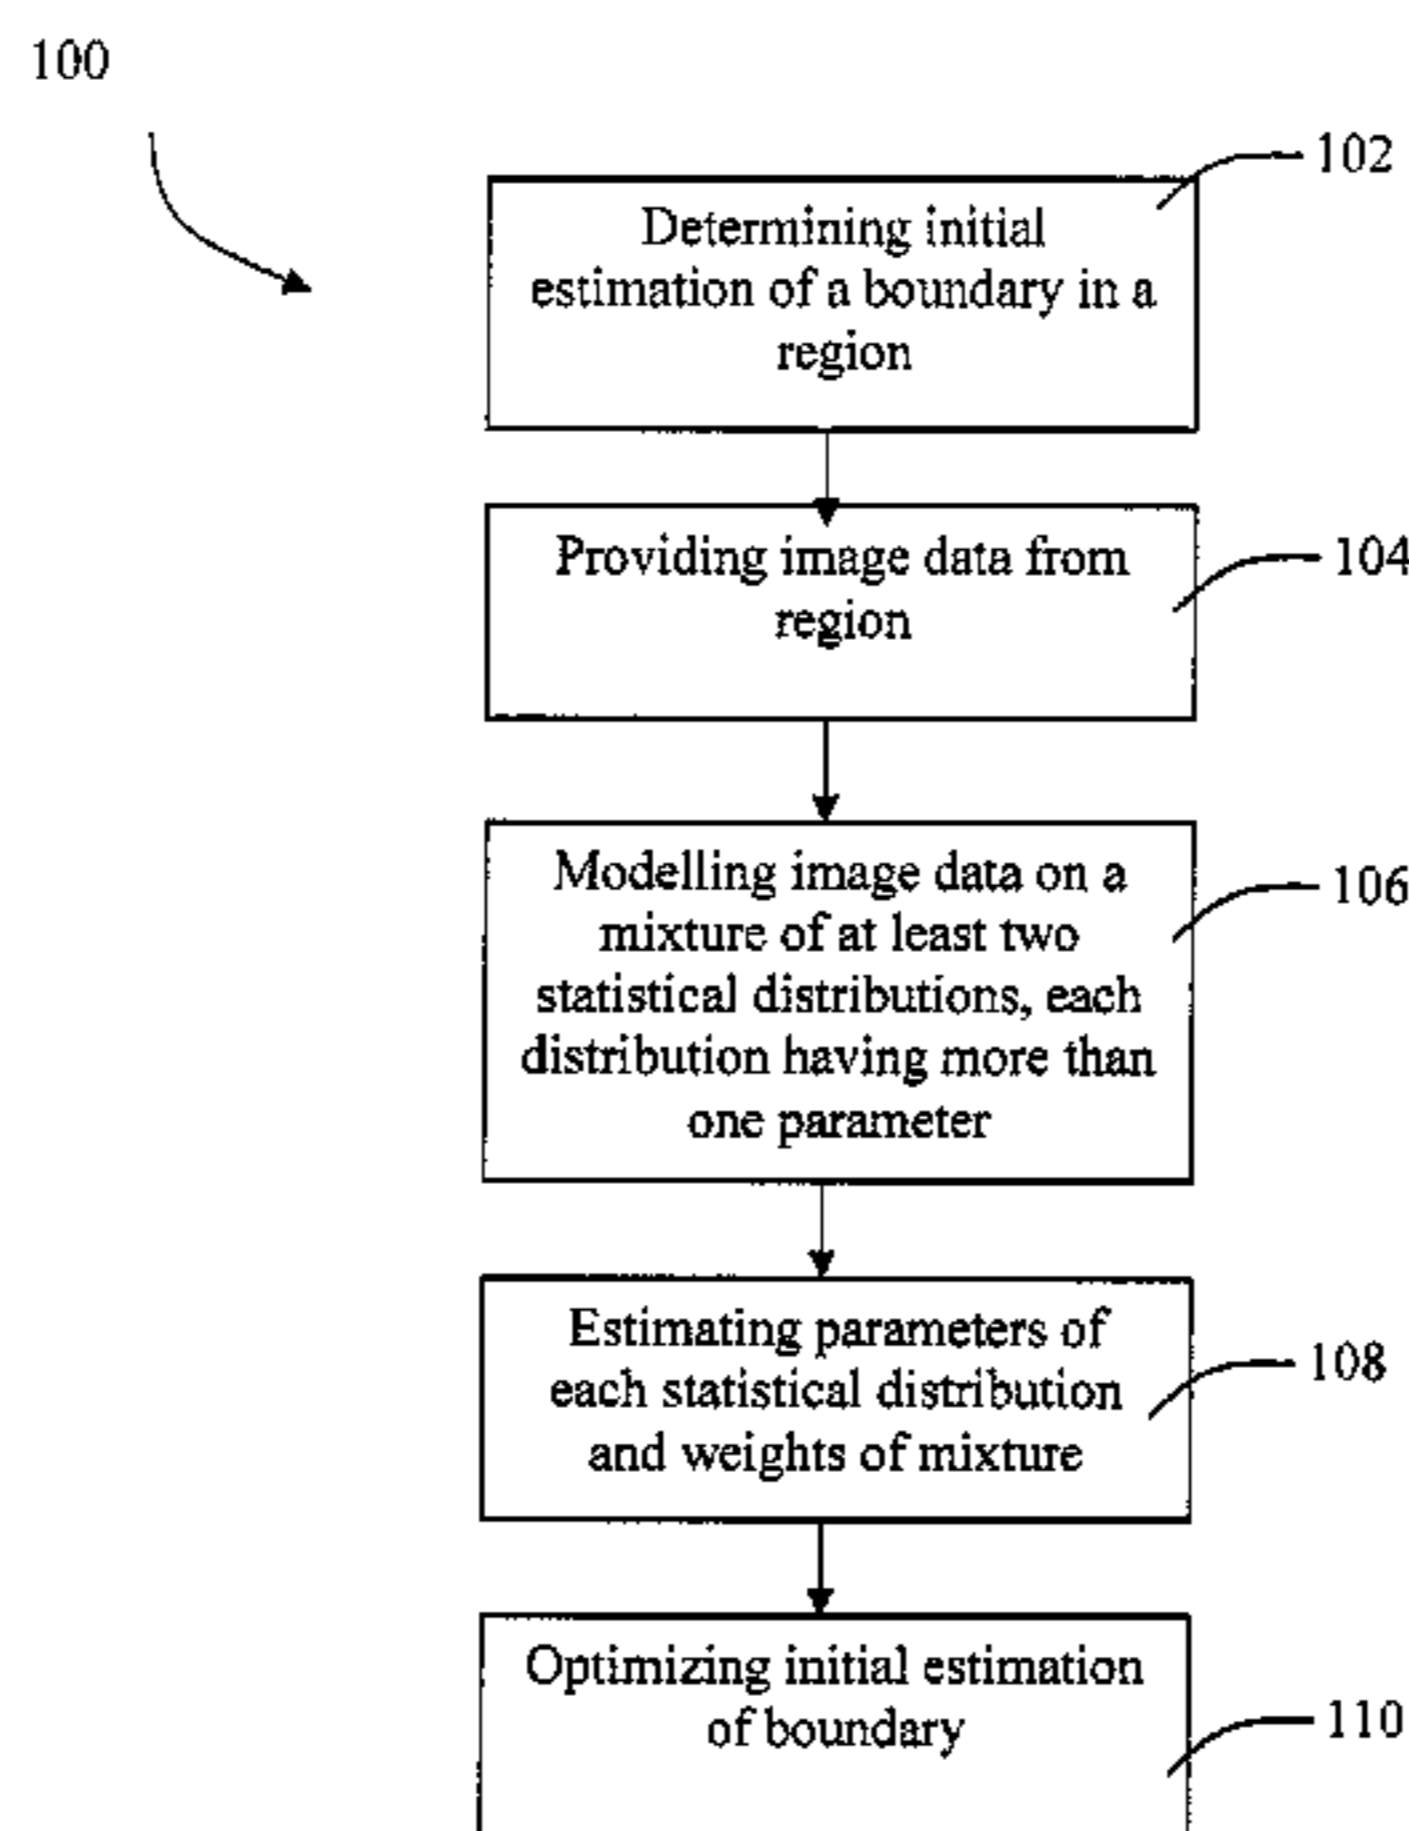 100
102
Determining initial
estimation of a boundary in a
region
Providing image data from
region
104
Modelling image data on a
mixture of at least two
statistical distributions, each
distribution having more than
one parameter
106
Estimating parameters of
each statistical distribution
and weights of mixture
108
Optimizing initial estimation
of boundary
110